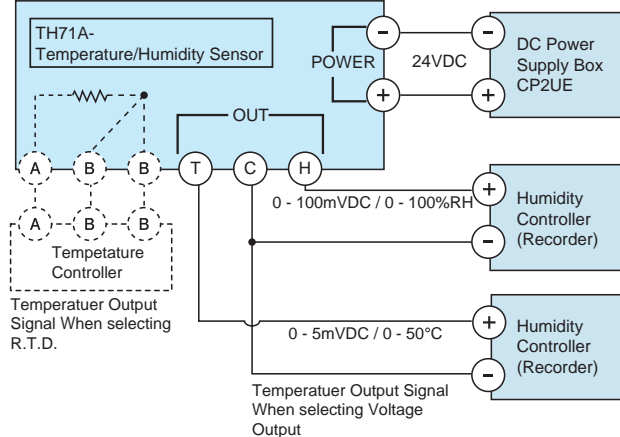 TH71A-
Temperature/Humidity Sensor
POWER
−
+
24VDC
−
+
DC Power
Supply Box
CP2UE
OUT
A
B
B
T
C
H
A
B
B
Tempetature
Controller
Temperatuer Output
Signal When selecting
R.T.D.
0 - 100mVDC / 0 - 100%RH
+
−
Humidity
Controller
(Recorder)
0 - 5mVDC / 0 - 50°C
+
−
Humidity
Controller
(Recorder)
Temperatuer Output Signal
When selecting Voltage
Output